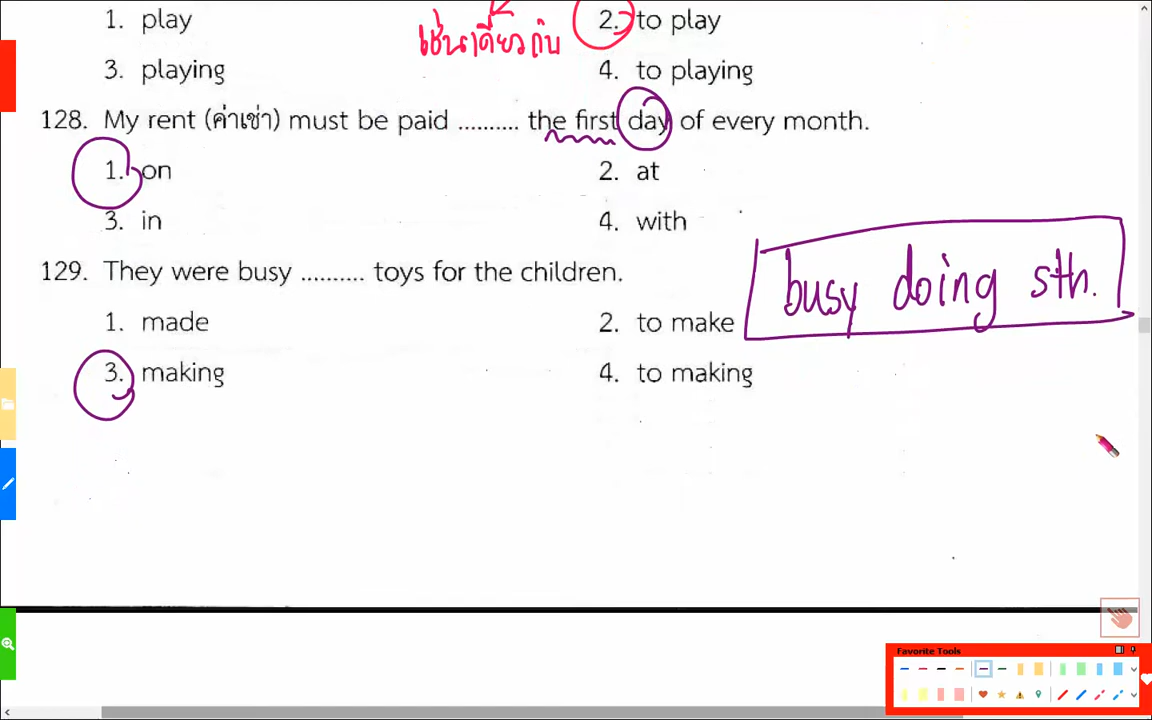 1. play
2. to play
เช่นเดียวกับ
3. playing
4. to playing
128. My rent (ค่าเช่า) must be paid .......... the first day of every month.
1. on
2. at
3. in
4. with
129. They were busy .......... toys for the children.
busy doing sth.
1. made
2. to make
3. making
4. to making
Favorite Tools